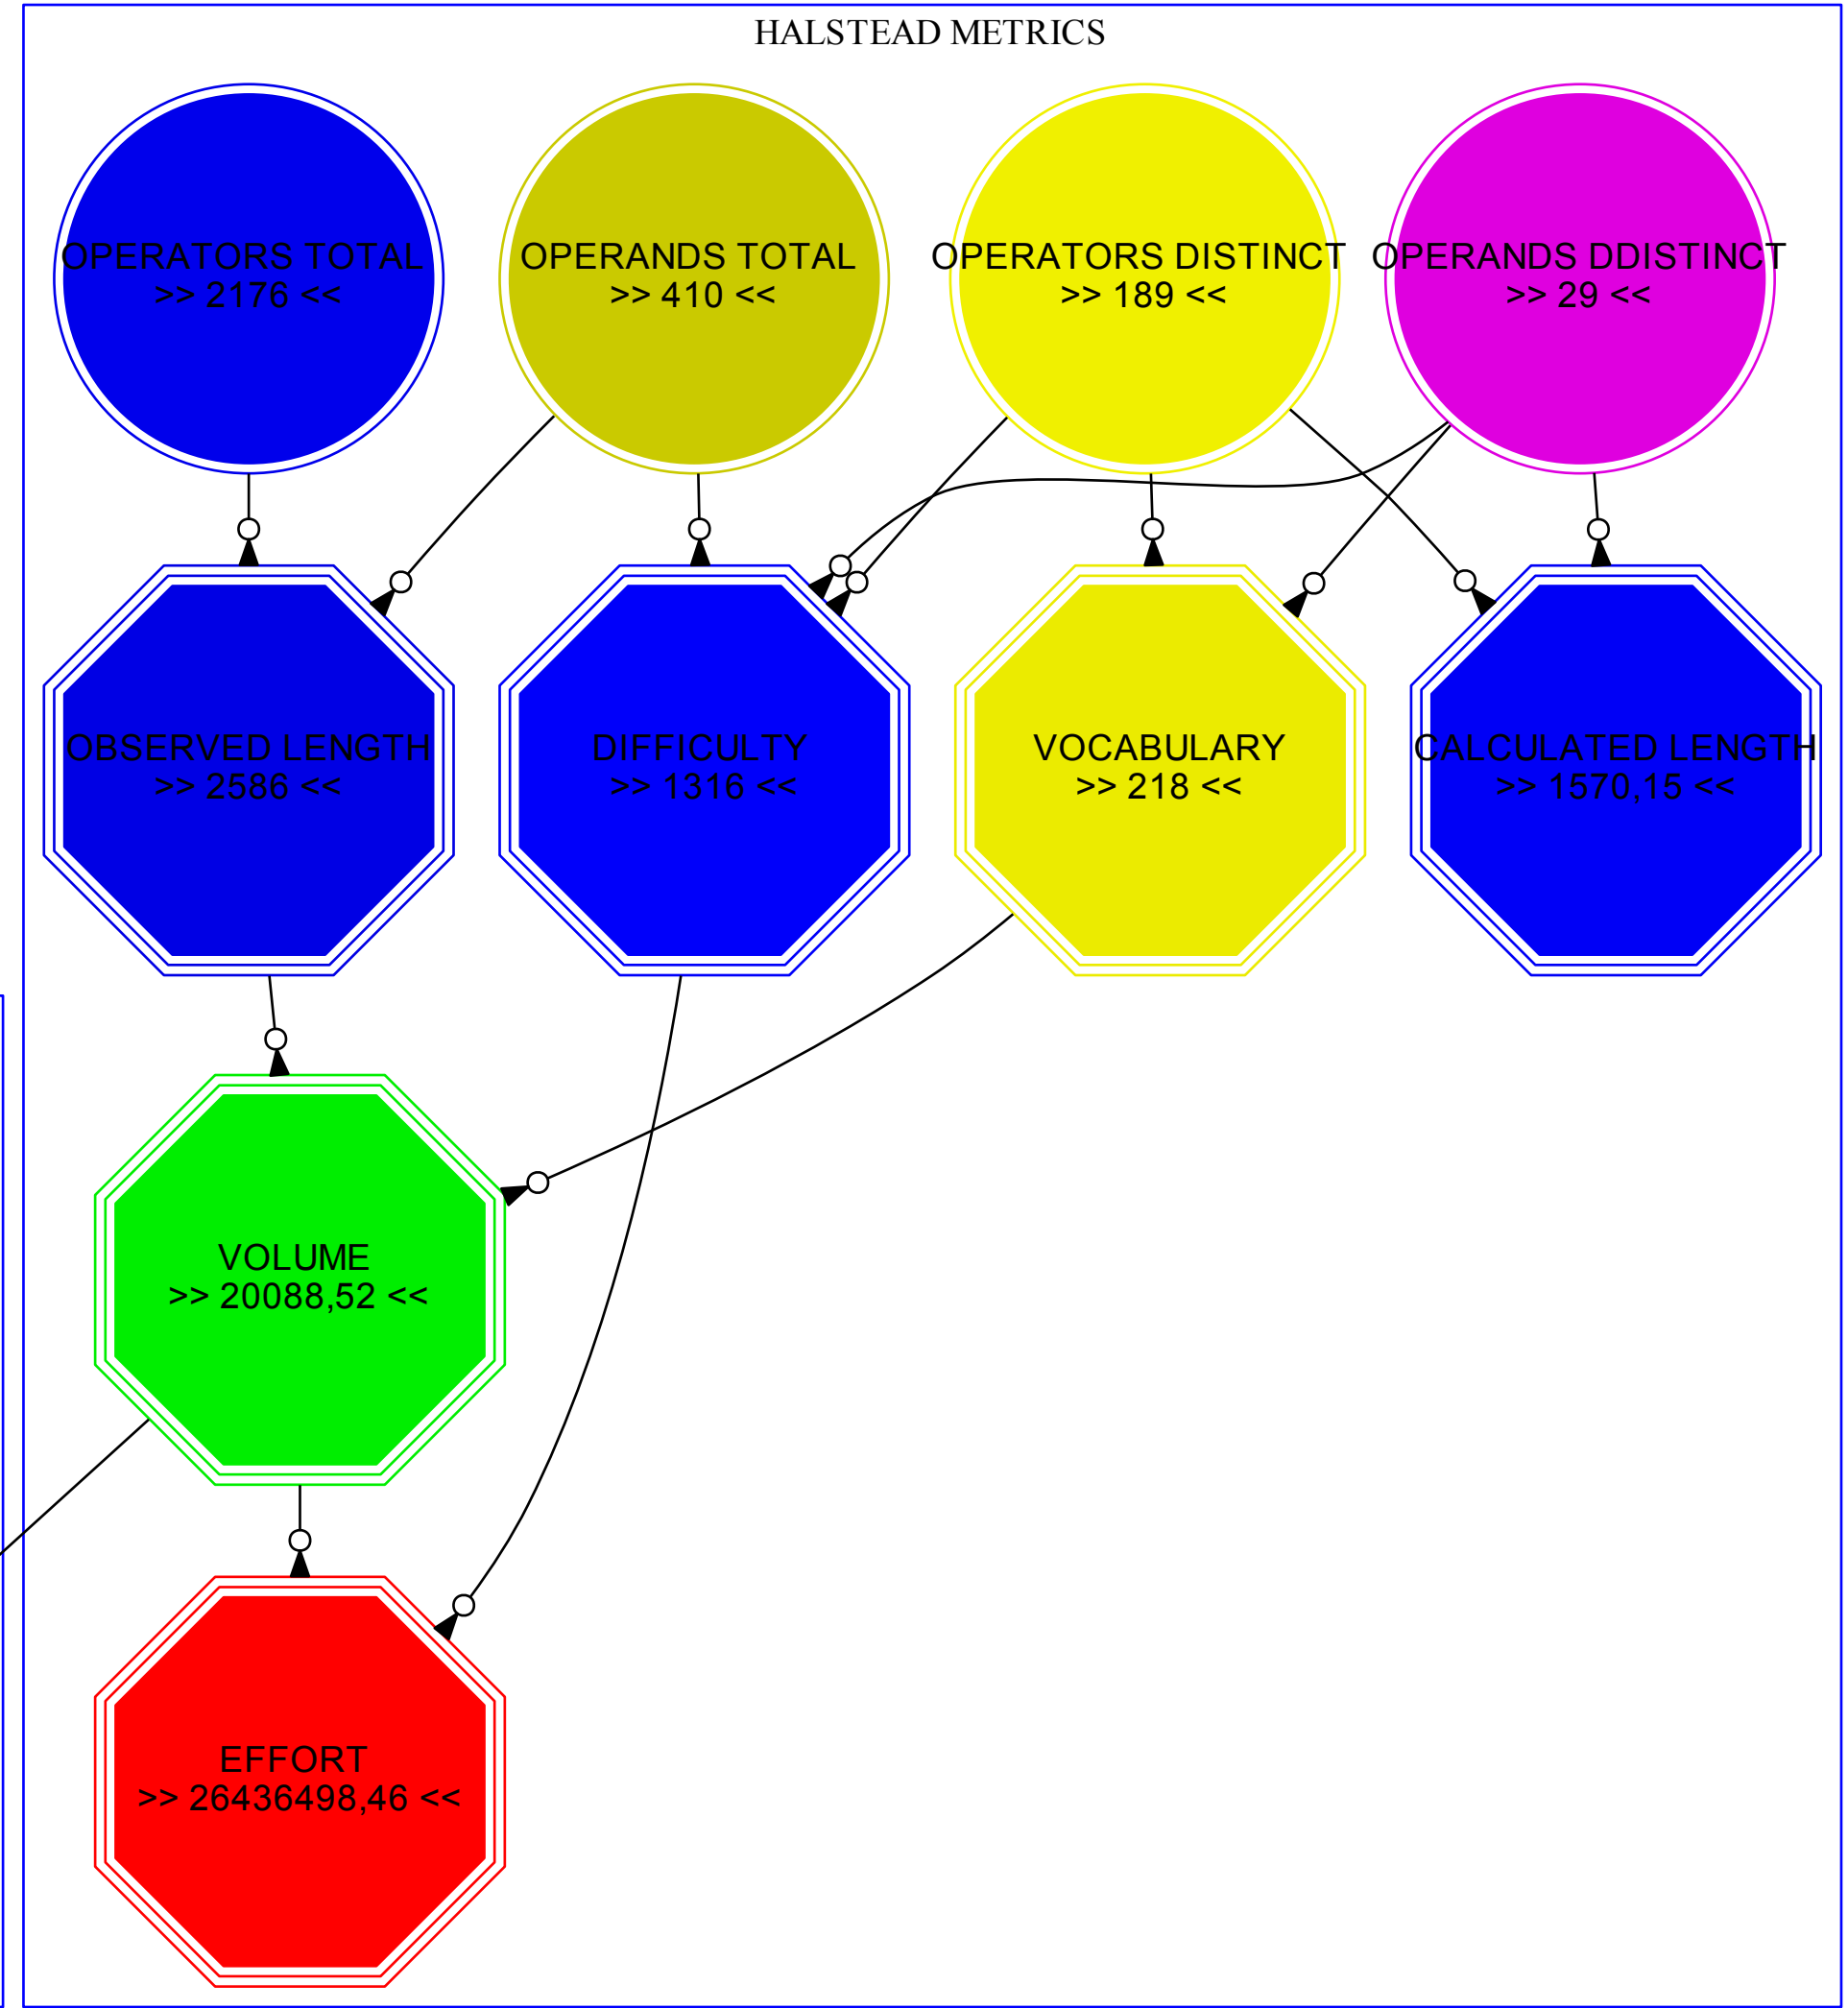 HALSTEAD METRICS
OPERATORS TOTAL
>> 2176 <<
OPERANDS TOTAL
>> 410 <<
OPERATORS DISTINCT
>> 189 <<
OPERANDS DDISTINCT
>> 29 <<
OBSERVED LENGTH
>> 2586 <<
DIFFICULTY
>> 1316 <<
VOCABULARY
>> 218 <<
CALCULATED LENGTH
>> 1570,15 <<
VOLUME
>> 20088,52 <<
EFFORT
>> 26436498,46 <<